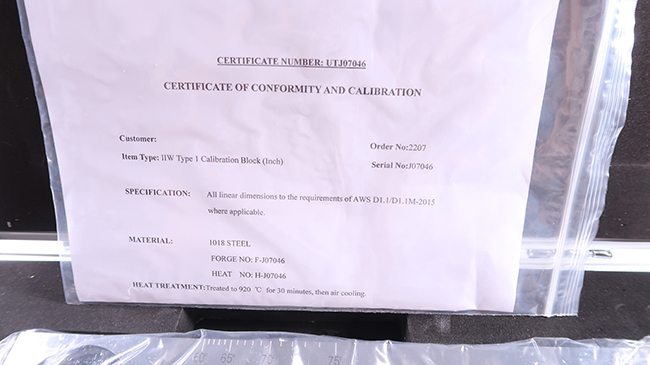 CERTIFICATE NUMBER: UTJ07046
CERTIFICATE OF CONFORMITY AND CALIBRATION
Customer:
Order No:2207
Item Type: IIW Type 1 Calibration Block (Inch)
Serial No:J07046
SPECIFICATION: All linear dimensions to the requirements of AWS D1.1/D1.1M-2015
where applicable.
MATERIAL: 1018 STEEL
FORGE NO: F-J07046
HEAT NO: H-J07046
HEAT TREATMENT:Treated to 920 ℃ for 30 minutes, then air cooling.
65° 70° 75°